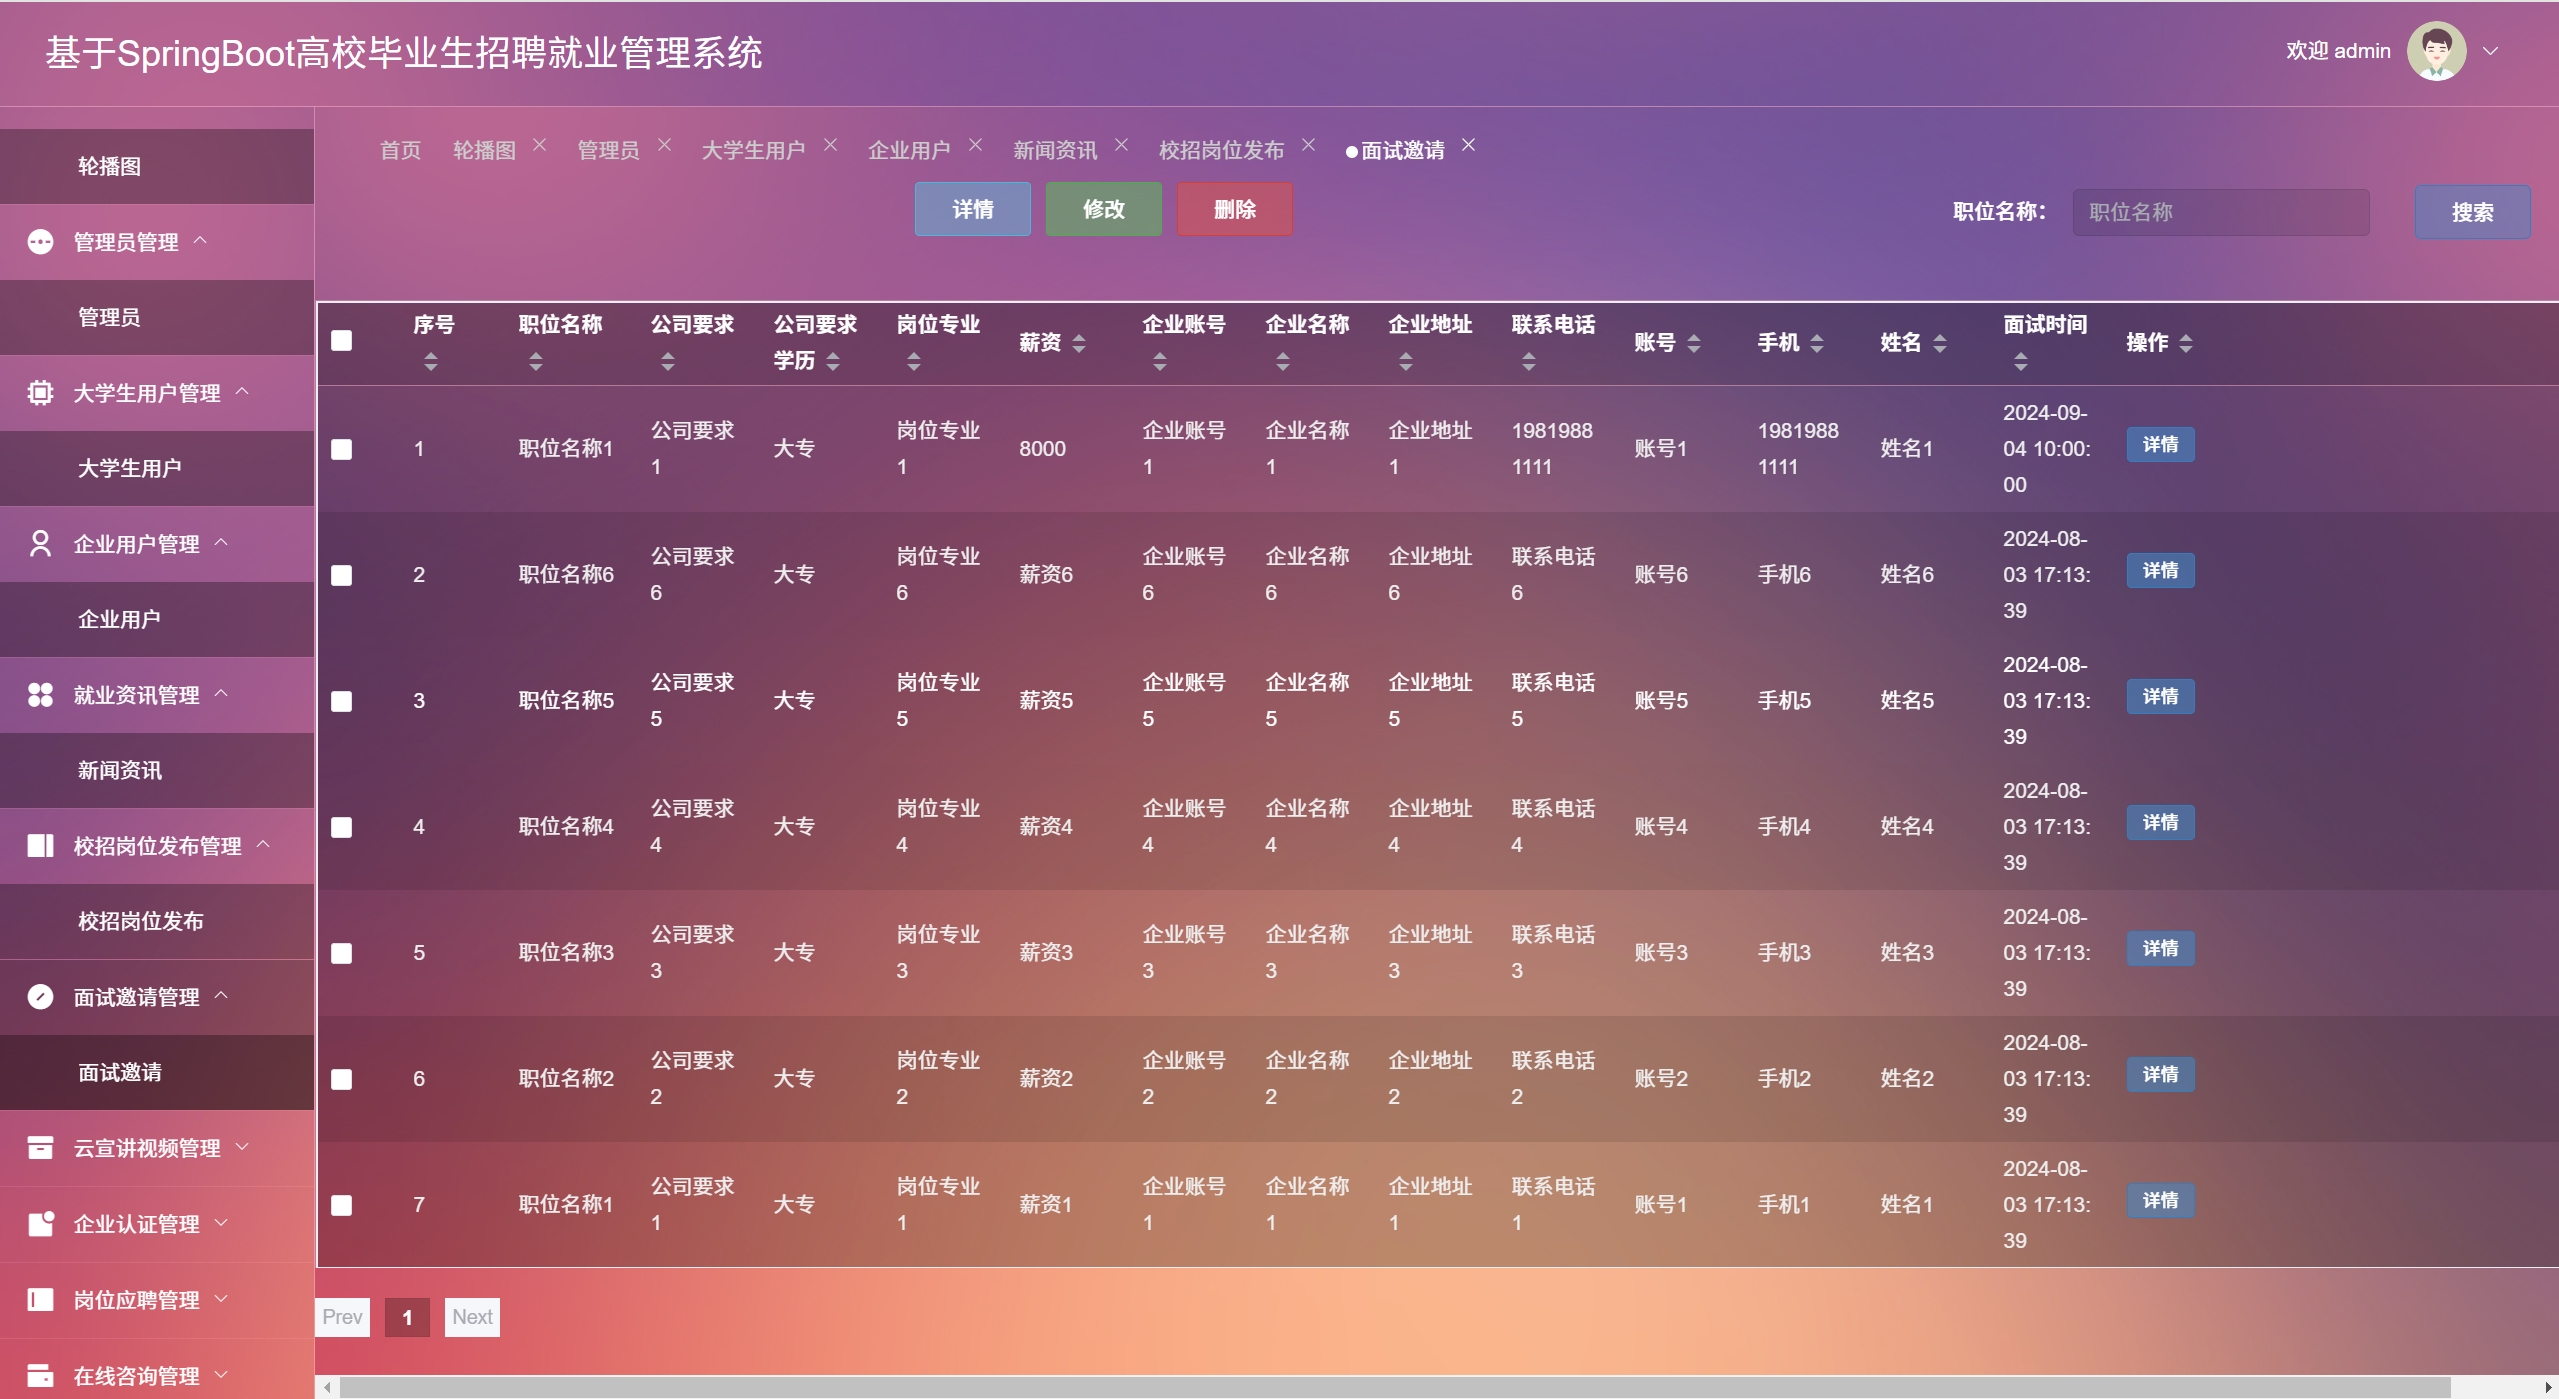 基于SpringBoot高校毕业生招聘就业管理系统
欢迎 admin
轮播图
管理员管理
管理员
大学生用户管理
大学生用户
企业用户管理
企业用户
就业资讯管理
新闻资讯
校招岗位发布管理
校招岗位发布
面试邀请管理
面试邀请
云宣讲视频管理
企业认证管理
岗位应聘管理
在线咨询管理
首页 轮播图 管理员 大学生用户 企业用户 新闻资讯 校招岗位发布 面试邀请
详情 修改 删除
职位名称： 职位名称 搜索
序号 职位名称 公司要求 公司要求学历 岗位专业 薪资 企业账号 企业名称 企业地址 联系电话 账号 手机 姓名 面试时间 操作
1 职位名称1 公司要求1 大专 岗位专业1 8000 企业账号1 企业名称1 企业地址1 19819881111 账号1 19819881111 姓名1 2024-09-04 10:00:00 详情
2 职位名称6 公司要求6 大专 岗位专业6 薪资6 企业账号6 企业名称6 企业地址6 联系电话6 账号6 手机6 姓名6 2024-08-03 17:13:39 详情
3 职位名称5 公司要求5 大专 岗位专业5 薪资5 企业账号5 企业名称5 企业地址5 联系电话5 账号5 手机5 姓名5 2024-08-03 17:13:39 详情
4 职位名称4 公司要求4 大专 岗位专业4 薪资4 企业账号4 企业名称4 企业地址4 联系电话4 账号4 手机4 姓名4 2024-08-03 17:13:39 详情
5 职位名称3 公司要求3 大专 岗位专业3 薪资3 企业账号3 企业名称3 企业地址3 联系电话3 账号3 手机3 姓名3 2024-08-03 17:13:39 详情
6 职位名称2 公司要求2 大专 岗位专业2 薪资2 企业账号2 企业名称2 企业地址2 联系电话2 账号2 手机2 姓名2 2024-08-03 17:13:39 详情
7 职位名称1 公司要求1 大专 岗位专业1 薪资1 企业账号1 企业名称1 企业地址1 联系电话1 账号1 手机1 姓名1 2024-08-03 17:13:39 详情
Prev 1 Next